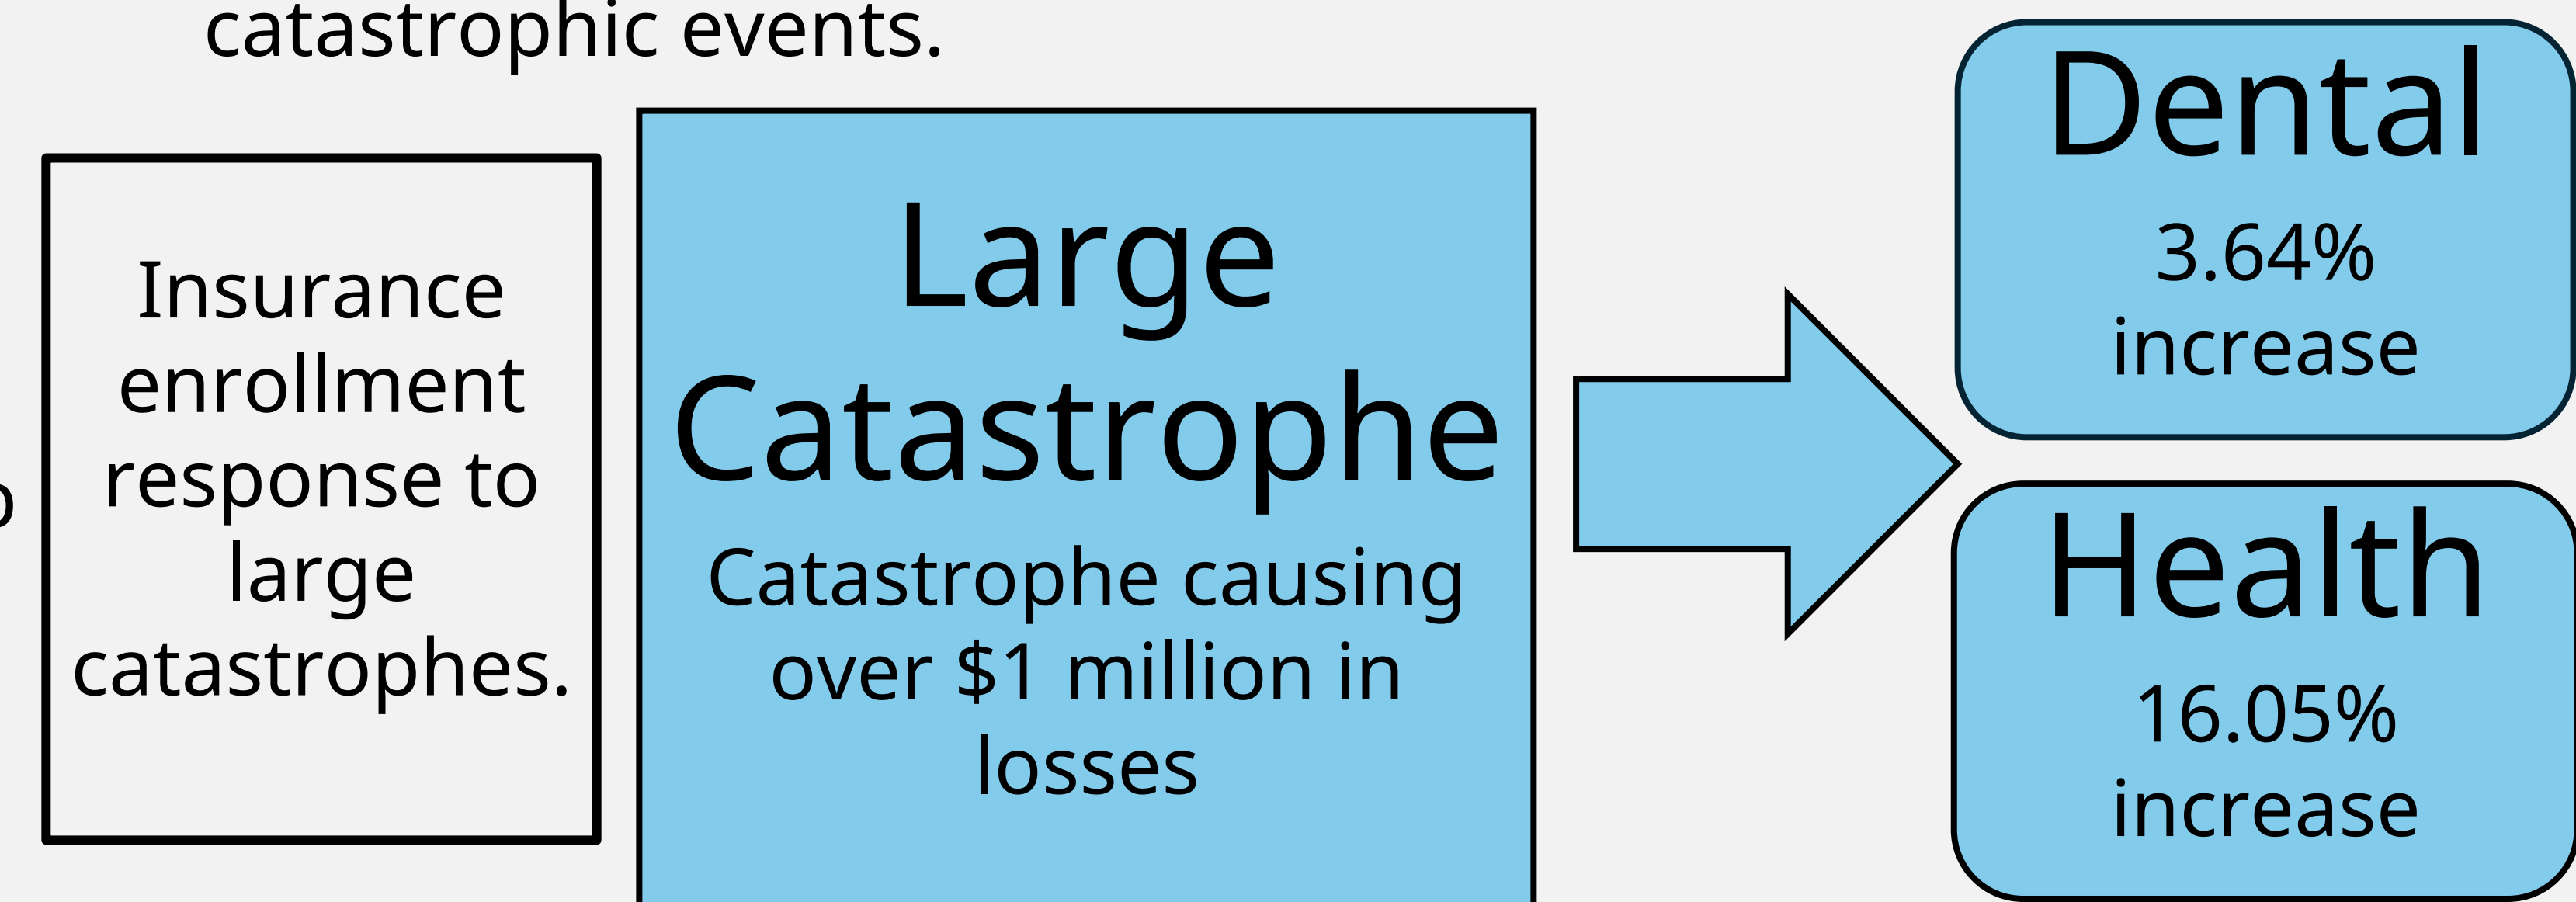 catastrophic events.
Insurance
enrollment
response to
large
catastrophes.
Large
Catastrophe
Catastrophe causing
over $1 million in
losses
Dental
3.64%
increase
Health
16.05%
increase